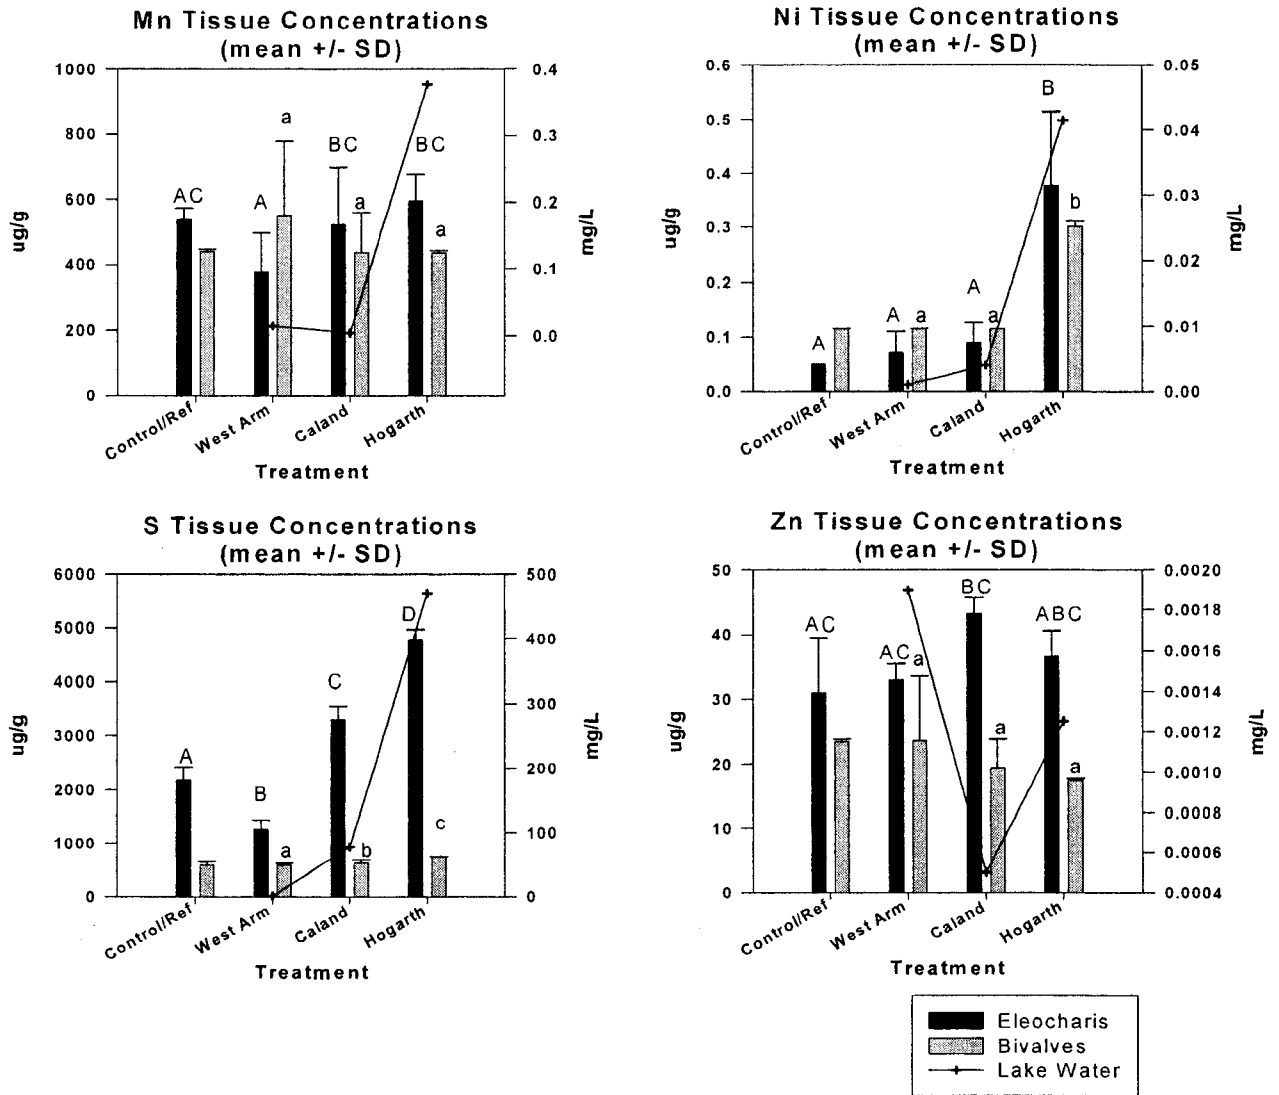 Mn Tissue Concentrations
(mean +/- SD)
1000
800
600
400
200
0
ug/g
0.4
0.3
0.2
0.1
0.0
mg/L
AC
A
a
BC
a
BC
a
Control/Ref
West Arm
Caland
Hogarth
Treatment
Ni Tissue Concentrations
(mean +/- SD)
0.6
0.5
0.4
0.3
0.2
0.1
0.0
ug/g
0.05
0.04
0.03
0.02
0.01
0.00
mg/L
A
A
a
A
a
B
b
Control/Ref
West Arm
Caland
Hogarth
Treatment
S Tissue Concentrations
(mean +/- SD)
6000
5000
4000
3000
2000
1000
0
ug/g
500
400
300
200
100
0
mg/L
A
B
a
C
b
D
c
Control/Ref
West Arm
Caland
Hogarth
Treatment
Zn Tissue Concentrations
(mean +/- SD)
50
40
30
20
10
0
ug/g
0.0020
0.0018
0.0016
0.0014
0.0012
0.0010
0.0008
0.0006
0.0004
mg/L
AC
AC
a
BC
a
ABC
a
Control/Ref
West Arm
Caland
Hogarth
Treatment
Eleocharis
Bivalves
Lake Water